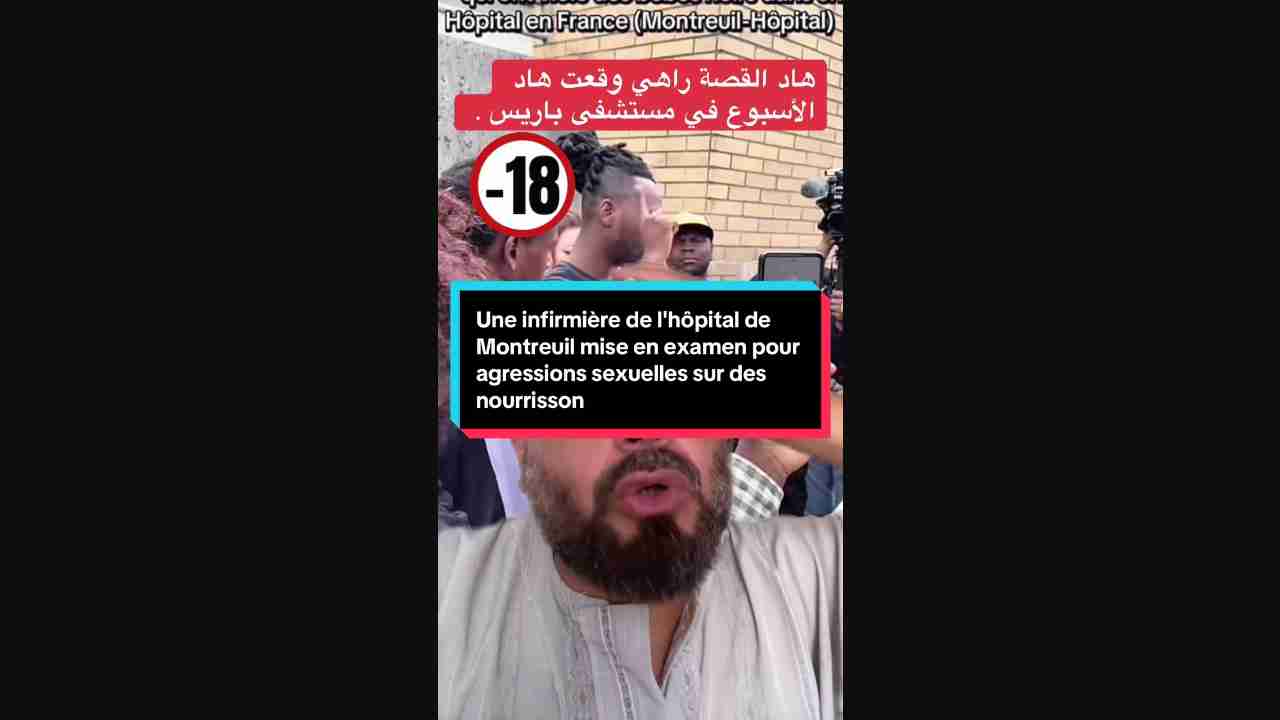 Hôpital en France (Montreuil-Hôpital)
هاد القصة راهي وقعت هاد
الأسبوع في مستشفى باريس .
-18
Une infirmière de l'hôpital de
Montreuil mise en examen pour
agressions sexuelles sur des
nourrisson